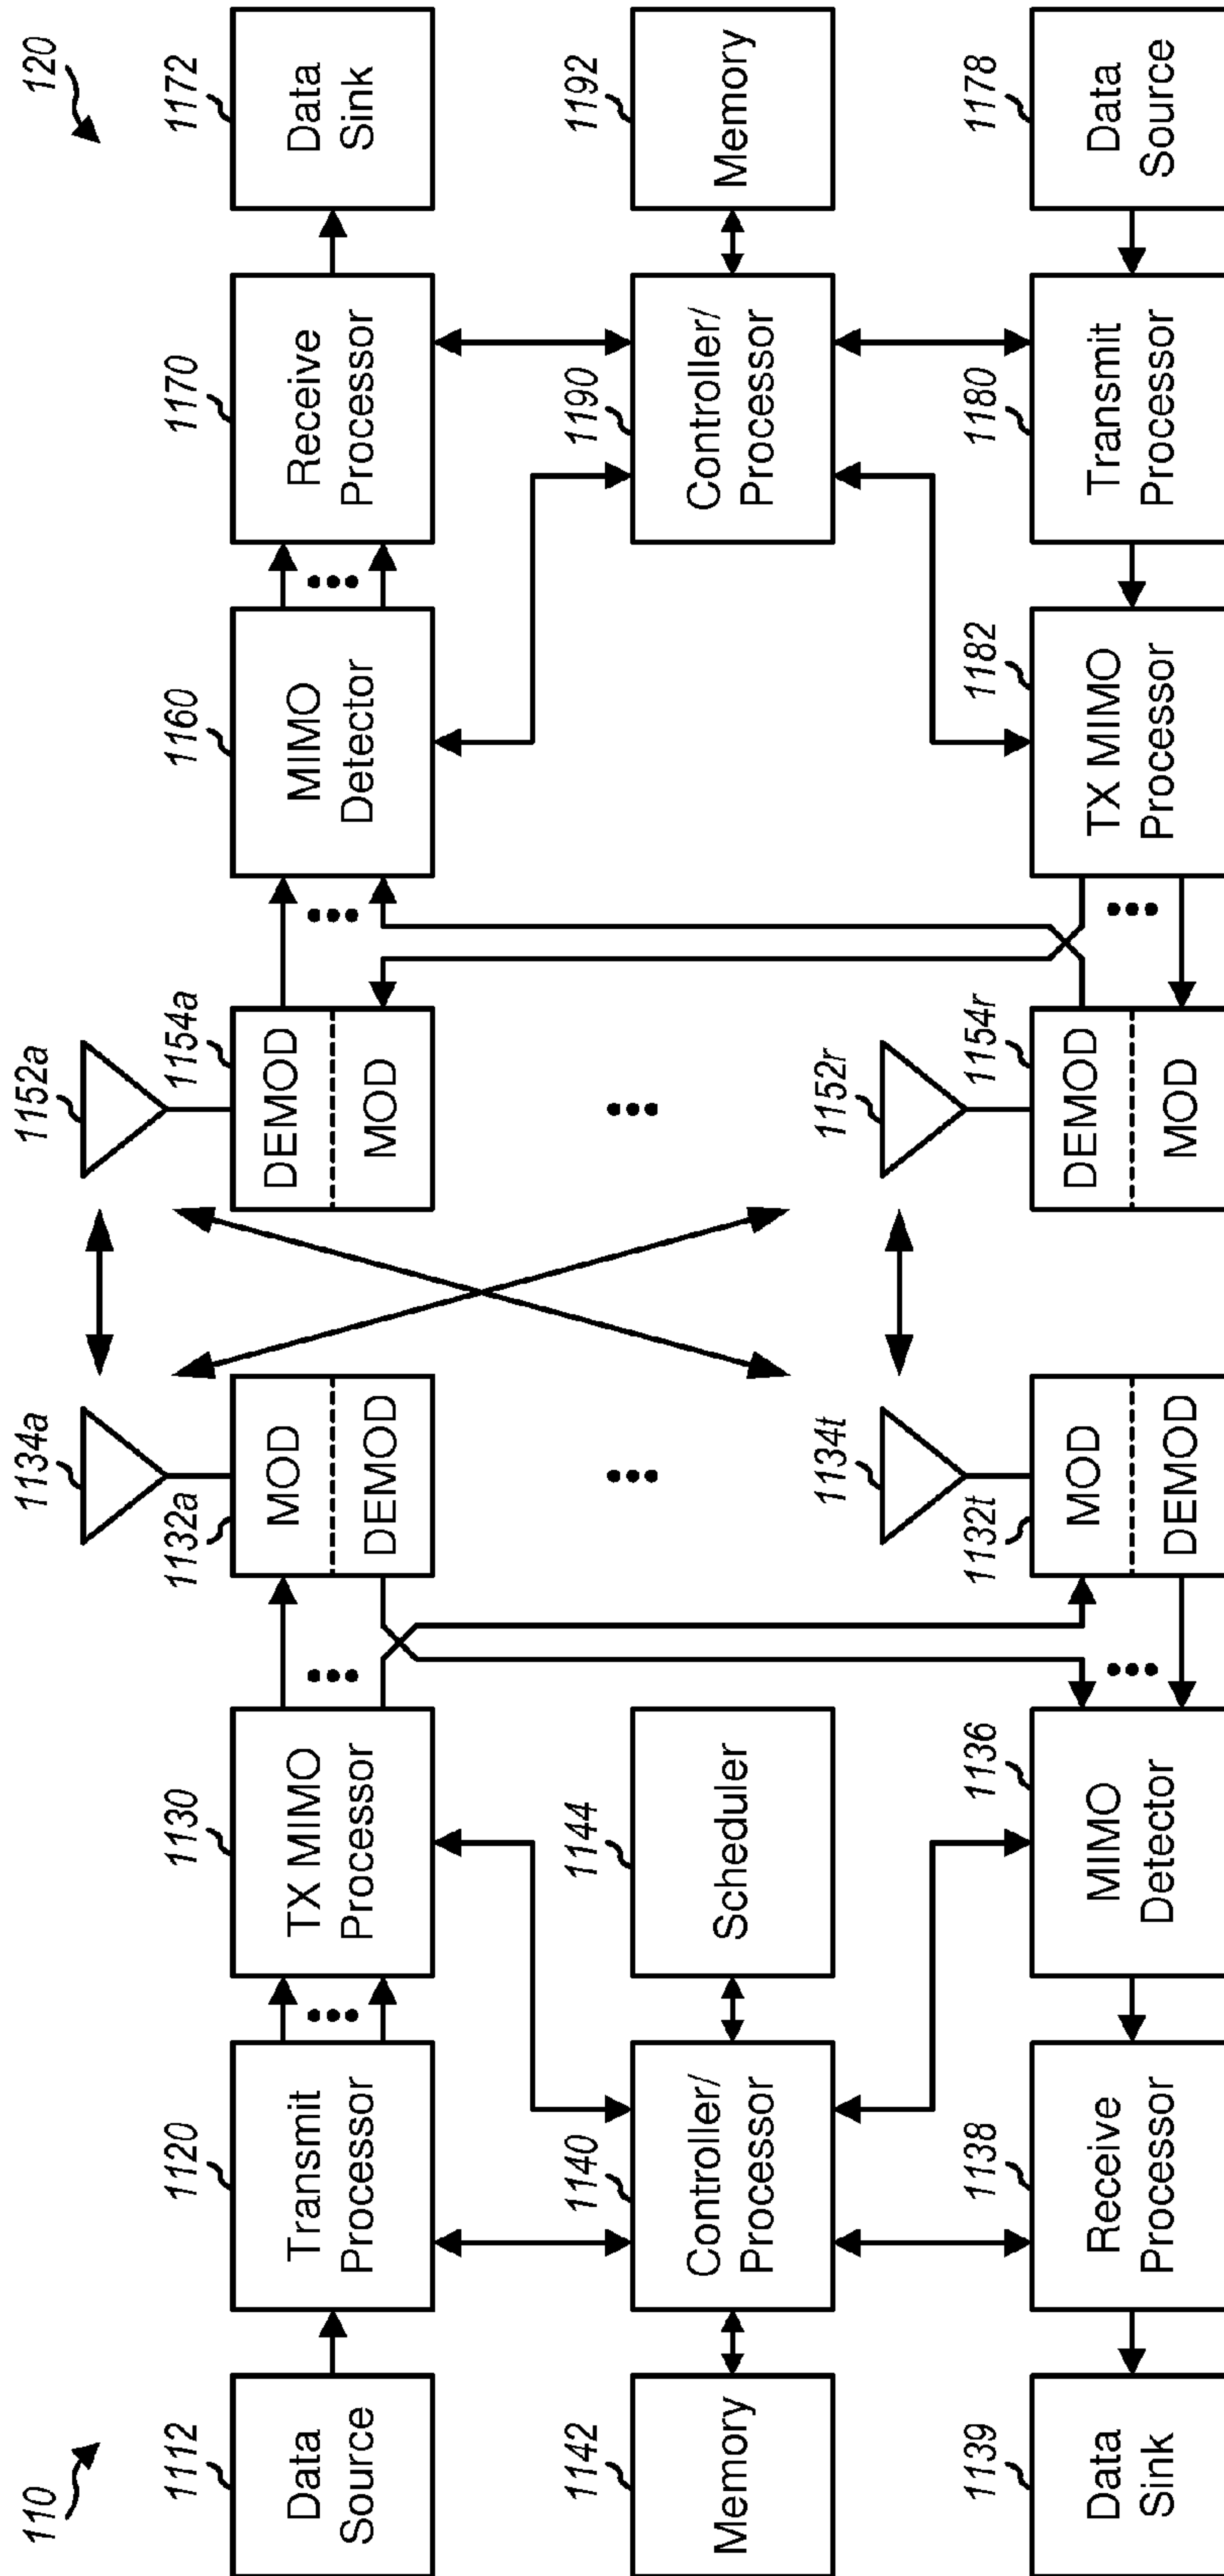 110
120
1134a
1152a
1112
Data
Source
1120
Transmit
Processor
1130
TX MIMO
Processor
1132a
MOD
DEMOD
1154a
DEMOD
MOD
1160
MIMO
Detector
1170
Receive
Processor
1172
Data
Sink
1142
Memory
1140
Controller/
Processor
1144
Scheduler
1190
Controller/
Processor
1192
Memory
1134t
1152r
1139
Data
Sink
1138
Receive
Processor
1136
MIMO
Detector
1132t
MOD
DEMOD
1154r
DEMOD
MOD
1182
TX MIMO
Processor
1180
Transmit
Processor
1178
Data
Source